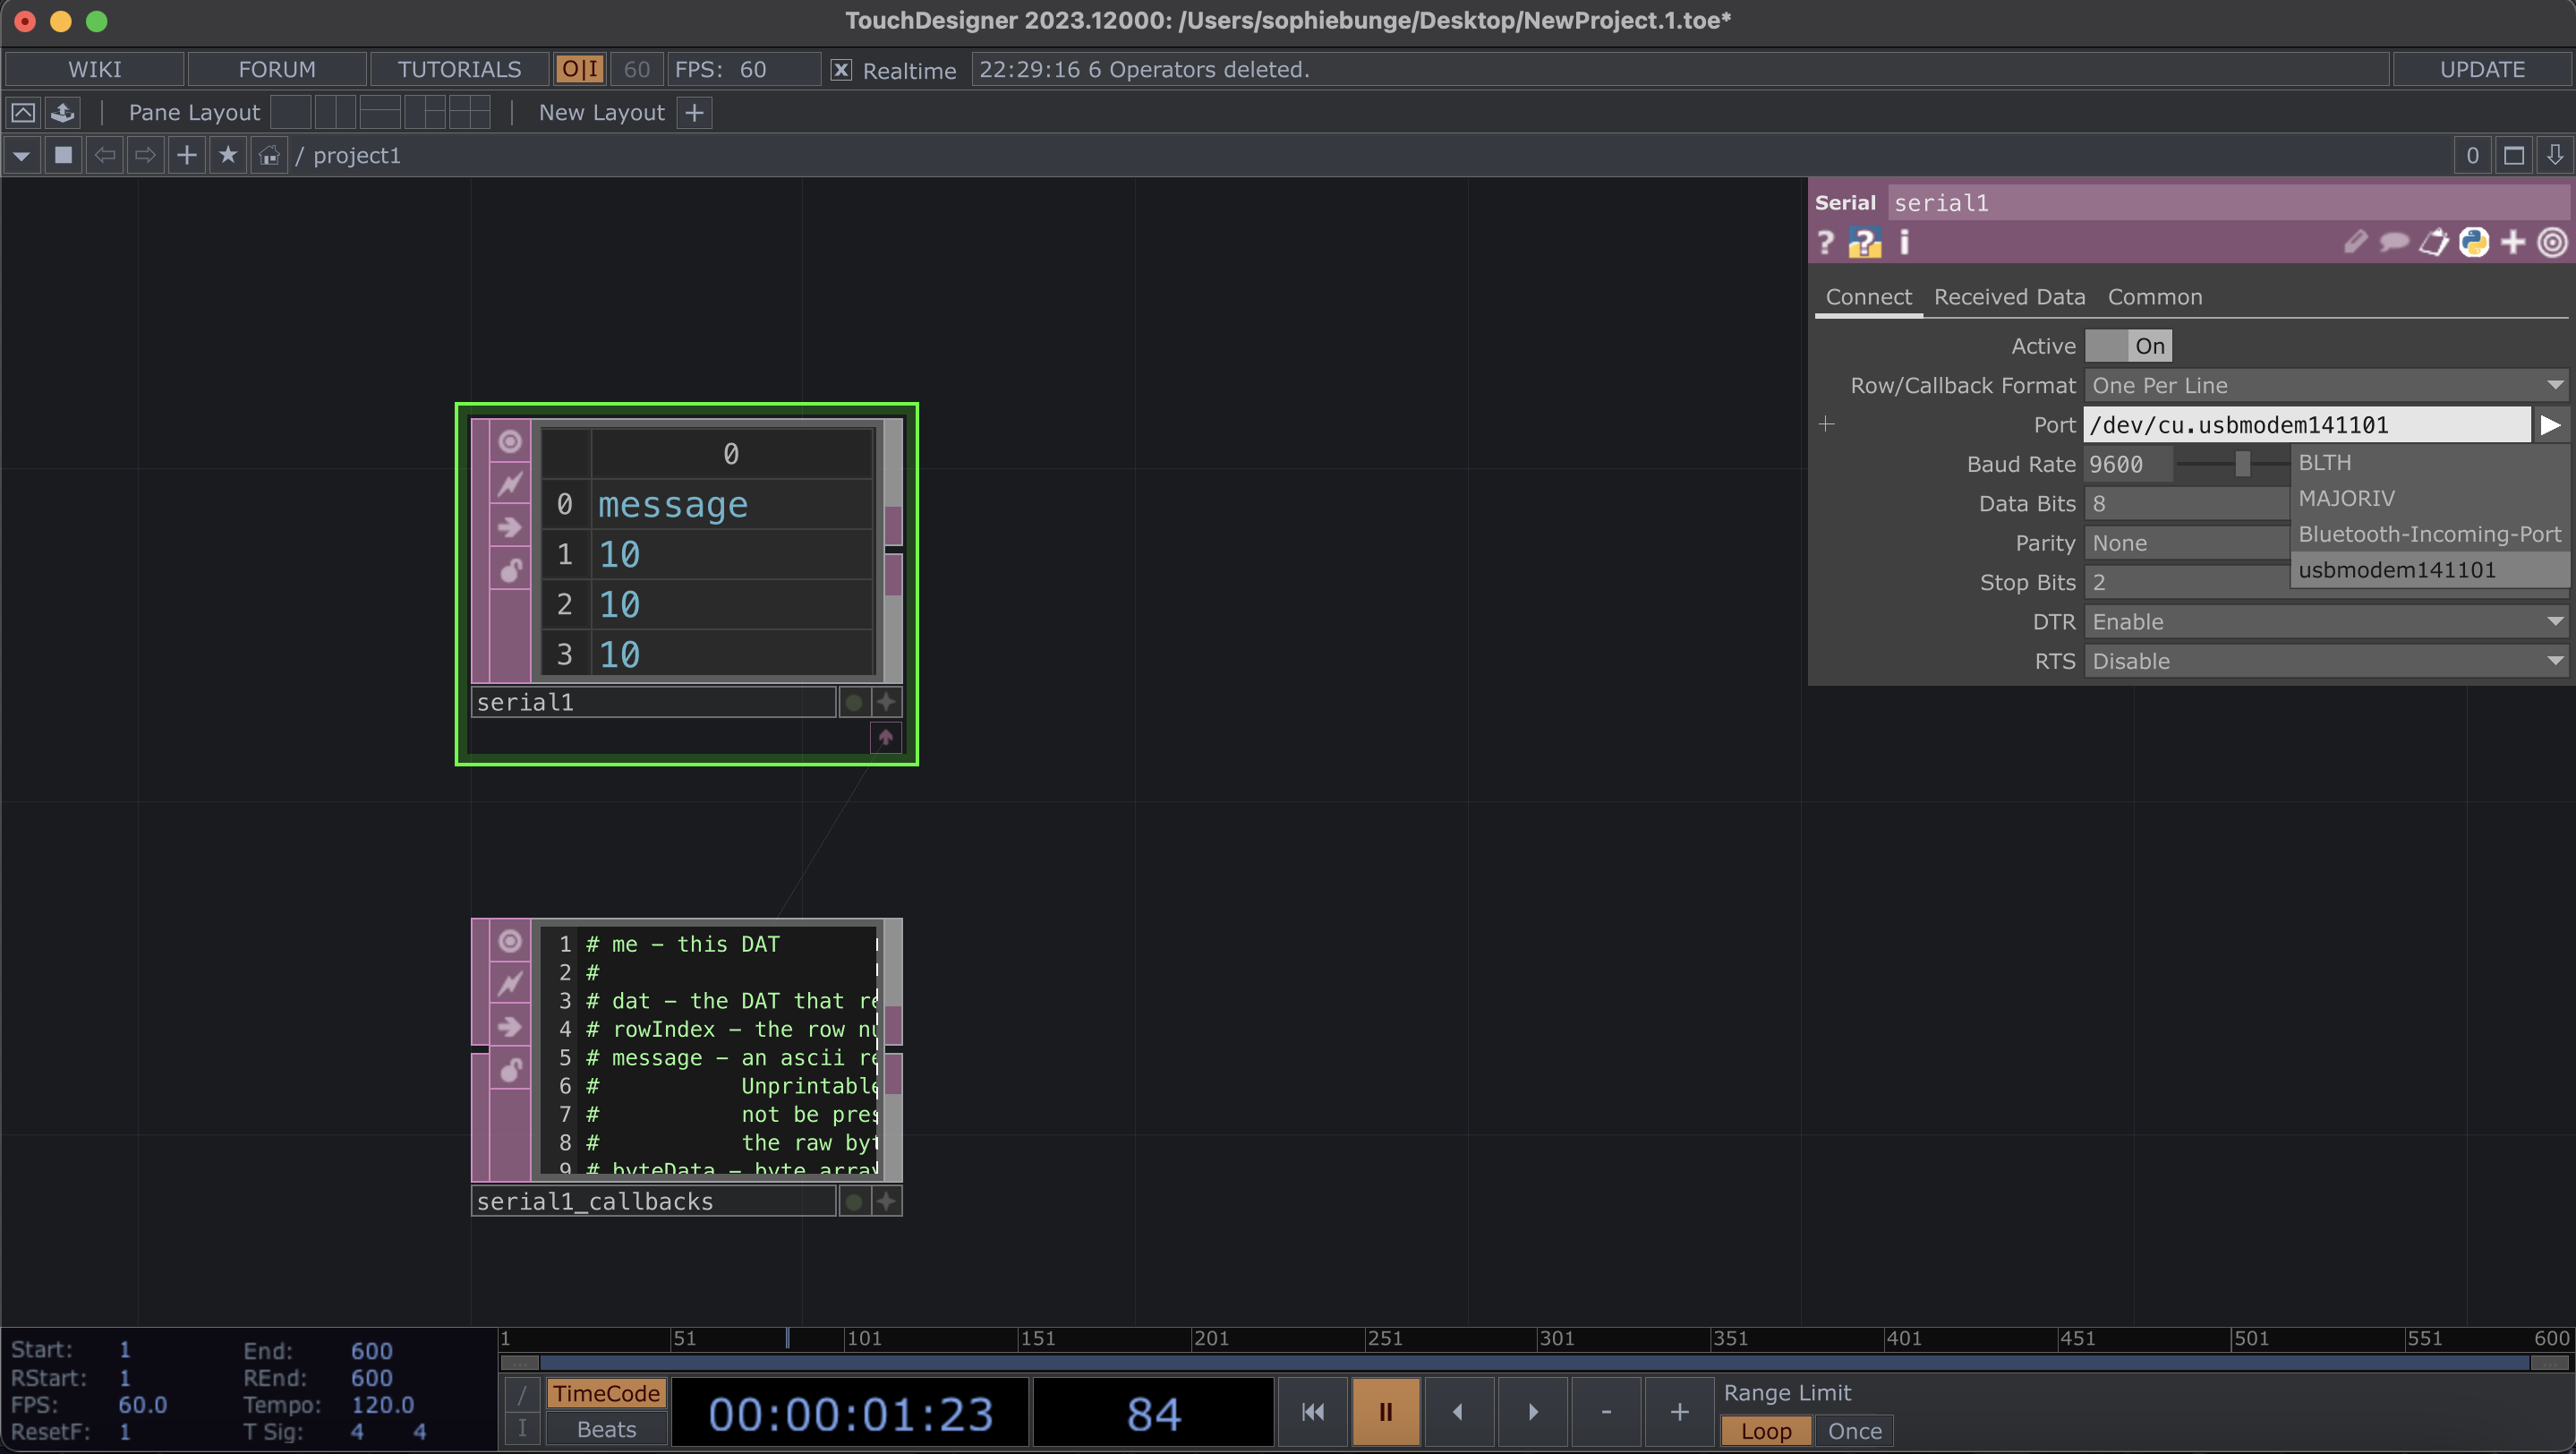 TouchDesigner 2023.12000: /Users/sophiebunge/Desktop/NewProject.1.toe*
WIKI FORUM TUTORIALS O|I 60 FPS: 60 x Realtime 22:29:16 6 Operators deleted. UPDATE
Pane Layout New Layout +
/ project1 0
Serial serial1
? ? i
Connect Received Data Common
Active On
Row/Callback Format One Per Line
+ Port /dev/cu.usbmodem141101
Baud Rate 9600
Data Bits 8
Parity None
Stop Bits 2
DTR Enable
RTS Disable
BLTH
MAJORIV
Bluetooth-Incoming-Port
usbmodem141101
0
0 message
1 10
2 10
3 10
serial1
1 # me - this DAT
2 #
3 # dat - the DAT that re
4 # rowIndex - the row nu
5 # message - an ascii re
6 # Unprintable
7 # not be pres
8 # the raw byt
9 # byteData - byte array
serial1_callbacks
1 51 101 151 201 251 301 351 401 451 501 551 600
Start: 1 End: 600
RStart: 1 REnd: 600
FPS: 60.0 Tempo: 120.0
ResetF: 1 T Sig: 4 4
/ TimeCode
I Beats
00:00:01:23 84
- +
Range Limit
Loop Once